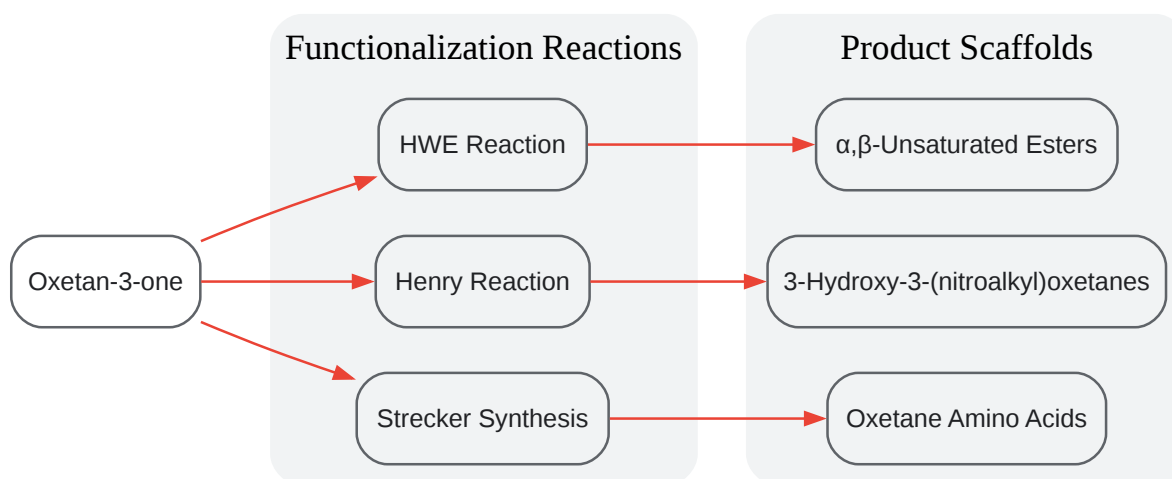 Functionalization Reactions
Product Scaffolds
HWE Reaction
α,β-Unsaturated Esters
Oxetan-3-one
Henry Reaction
3-Hydroxy-3-(nitroalkyl)oxetanes
Strecker Synthesis
Oxetane Amino Acids